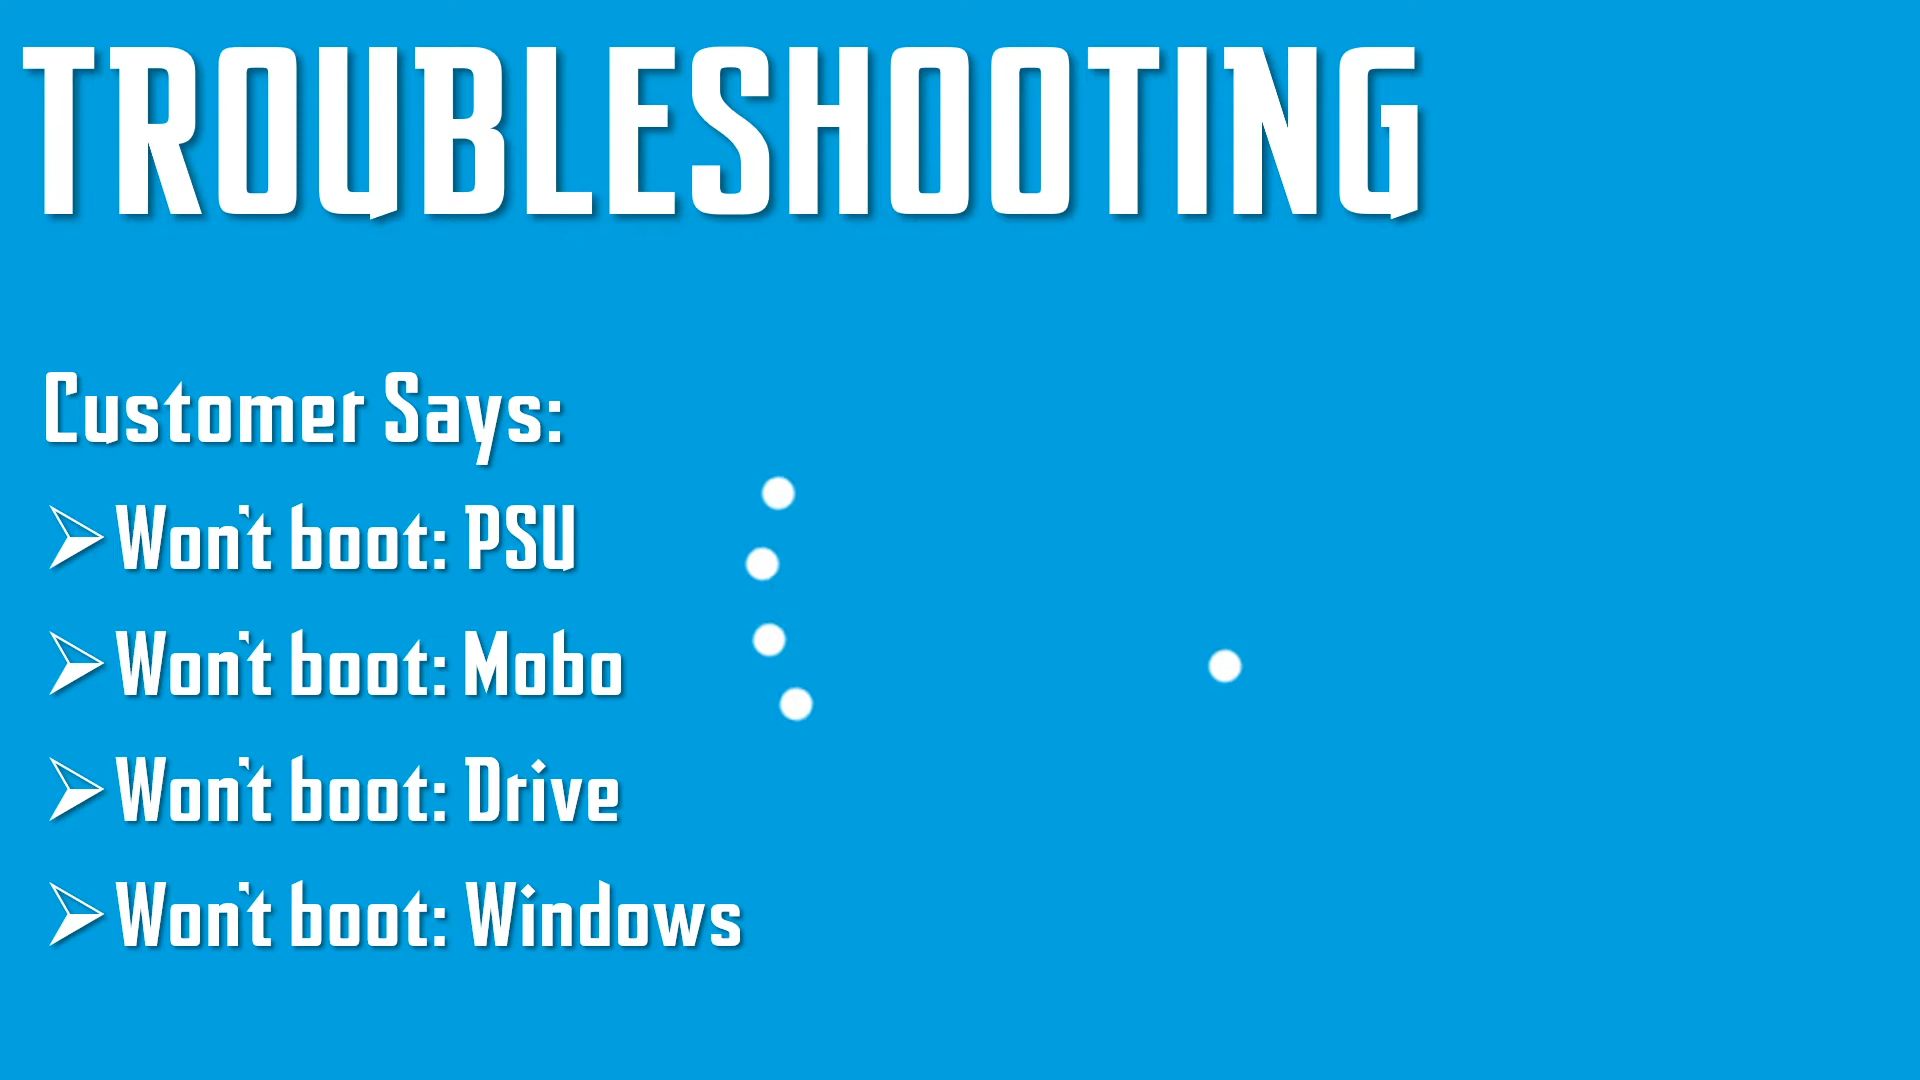 TROUBLESHOOTING
Customer Says:
Won't boot: PSU
Won't boot: Mobo
Won't boot: Drive
Won't boot: Windows